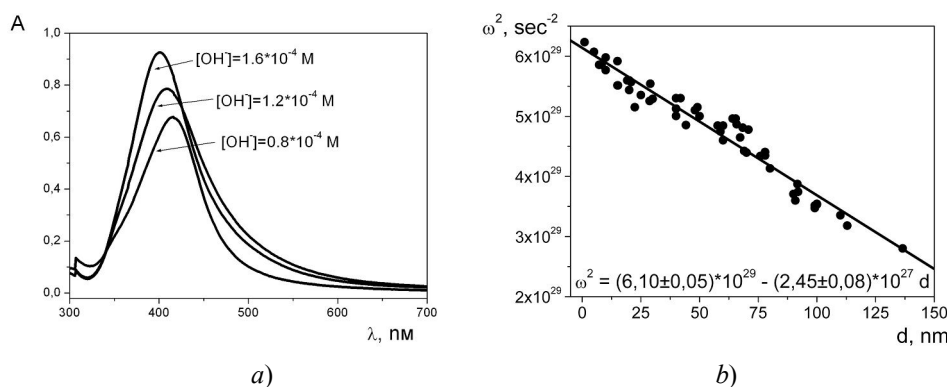 A
1,0
0,8
0,6
0,4
0,2
0,0
[OH⁻]=1.6*10⁻⁴ M
[OH⁻]=1.2*10⁻⁴ M
[OH⁻]=0.8*10⁻⁴ M
300 400 500 600 700
λ, nм
a)
ω², sec⁻²
6x10²⁹
5x10²⁹
4x10²⁹
3x10²⁹
2x10²⁹
ω² = (6,10±0,05)*10²⁹ - (2,45±0,08)*10²⁷ d
0 25 50 75 100 125 150
d, nm
b)